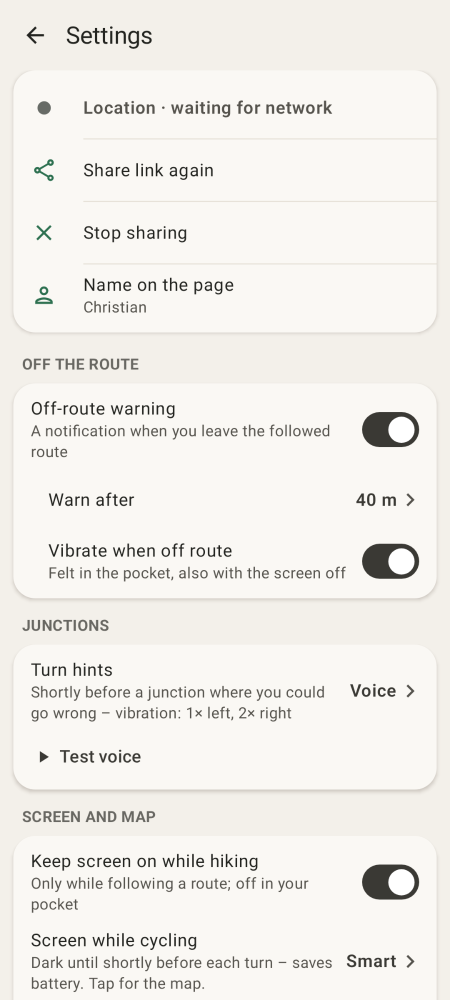 Settings
Location · waiting for network
Share link again
Stop sharing
Name on the page
Christian
OFF THE ROUTE
Off-route warning
A notification when you leave the followed
route
Warn after
40 m
Vibrate when off route
Felt in the pocket, also with the screen off
JUNCTIONS
Turn hints
Shortly before a junction where you could
go wrong – vibration: 1× left, 2× right
Voice
Test voice
SCREEN AND MAP
Keep screen on while hiking
Only while following a route; off in your
pocket
Screen while cycling
Dark until shortly before each turn – saves
battery. Tap for the map.
Smart